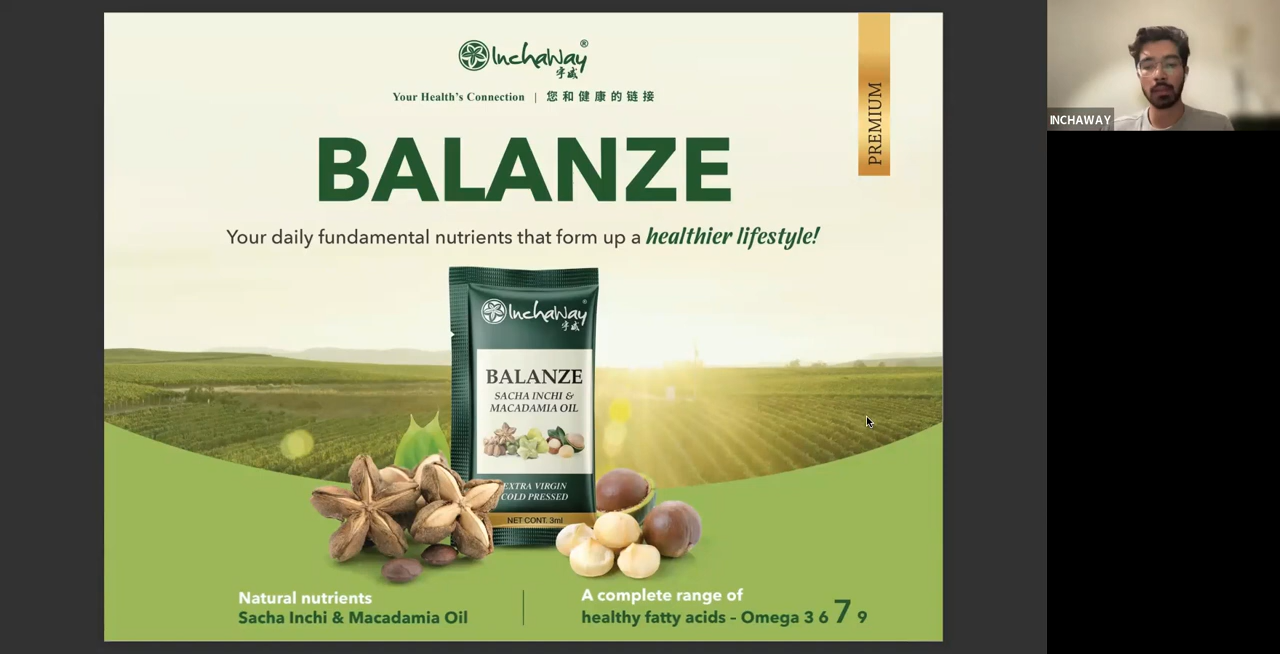 InchaWay®
宇威
Your Health's Connection | 您和健康的链接
PREMIUM
BALANZE
Your daily fundamental nutrients that form up a healthier lifestyle!
InchaWay®
宇威
BALANZE
SACHA INCHI &
MACADAMIA OIL
EXTRA VIRGIN
COLD PRESSED
NET CONT. 3ml
Natural nutrients
Sacha Inchi & Macadamia Oil
A complete range of
healthy fatty acids – Omega 3 6 7 9
INCHAWAY